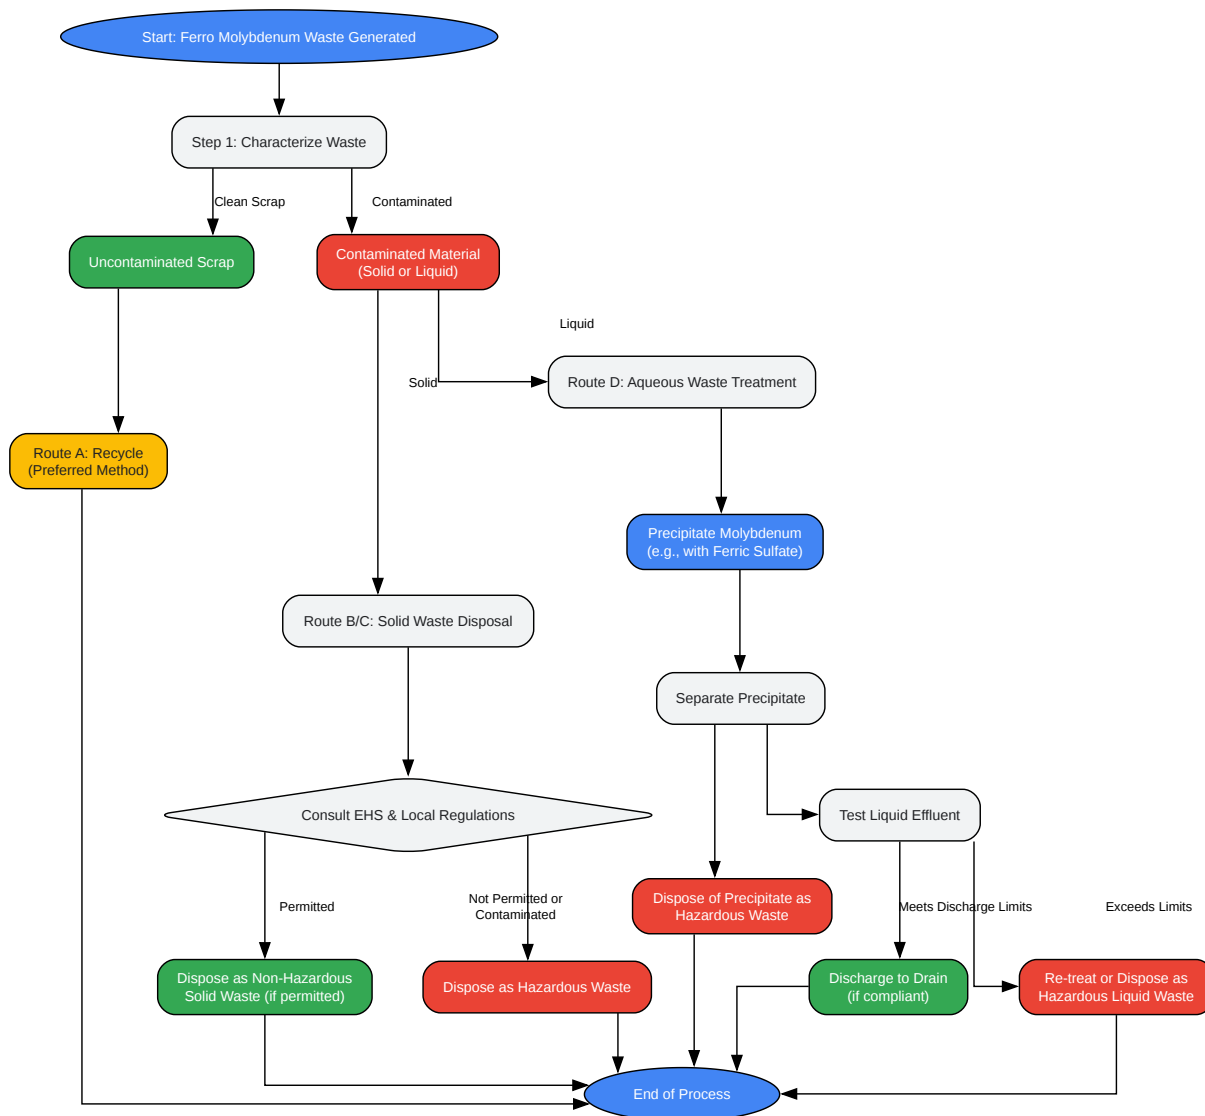 Start: Ferro Molybdenum Waste Generated
Step 1: Characterize Waste
Clean Scrap
Contaminated
Uncontaminated Scrap
Contaminated Material
(Solid or Liquid)
Liquid
Solid
Route D: Aqueous Waste Treatment
Route A: Recycle
(Preferred Method)
Precipitate Molybdenum
(e.g., with Ferric Sulfate)
Route B/C: Solid Waste Disposal
Separate Precipitate
Consult EHS & Local Regulations
Test Liquid Effluent
Permitted
Not Permitted or
Contaminated
Dispose of Precipitate as
Hazardous Waste
Meets Discharge Limits
Exceeds Limits
Dispose as Non-Hazardous
Solid Waste (if permitted)
Dispose as Hazardous Waste
Discharge to Drain
(if compliant)
Re-treat or Dispose as
Hazardous Liquid Waste
End of Process